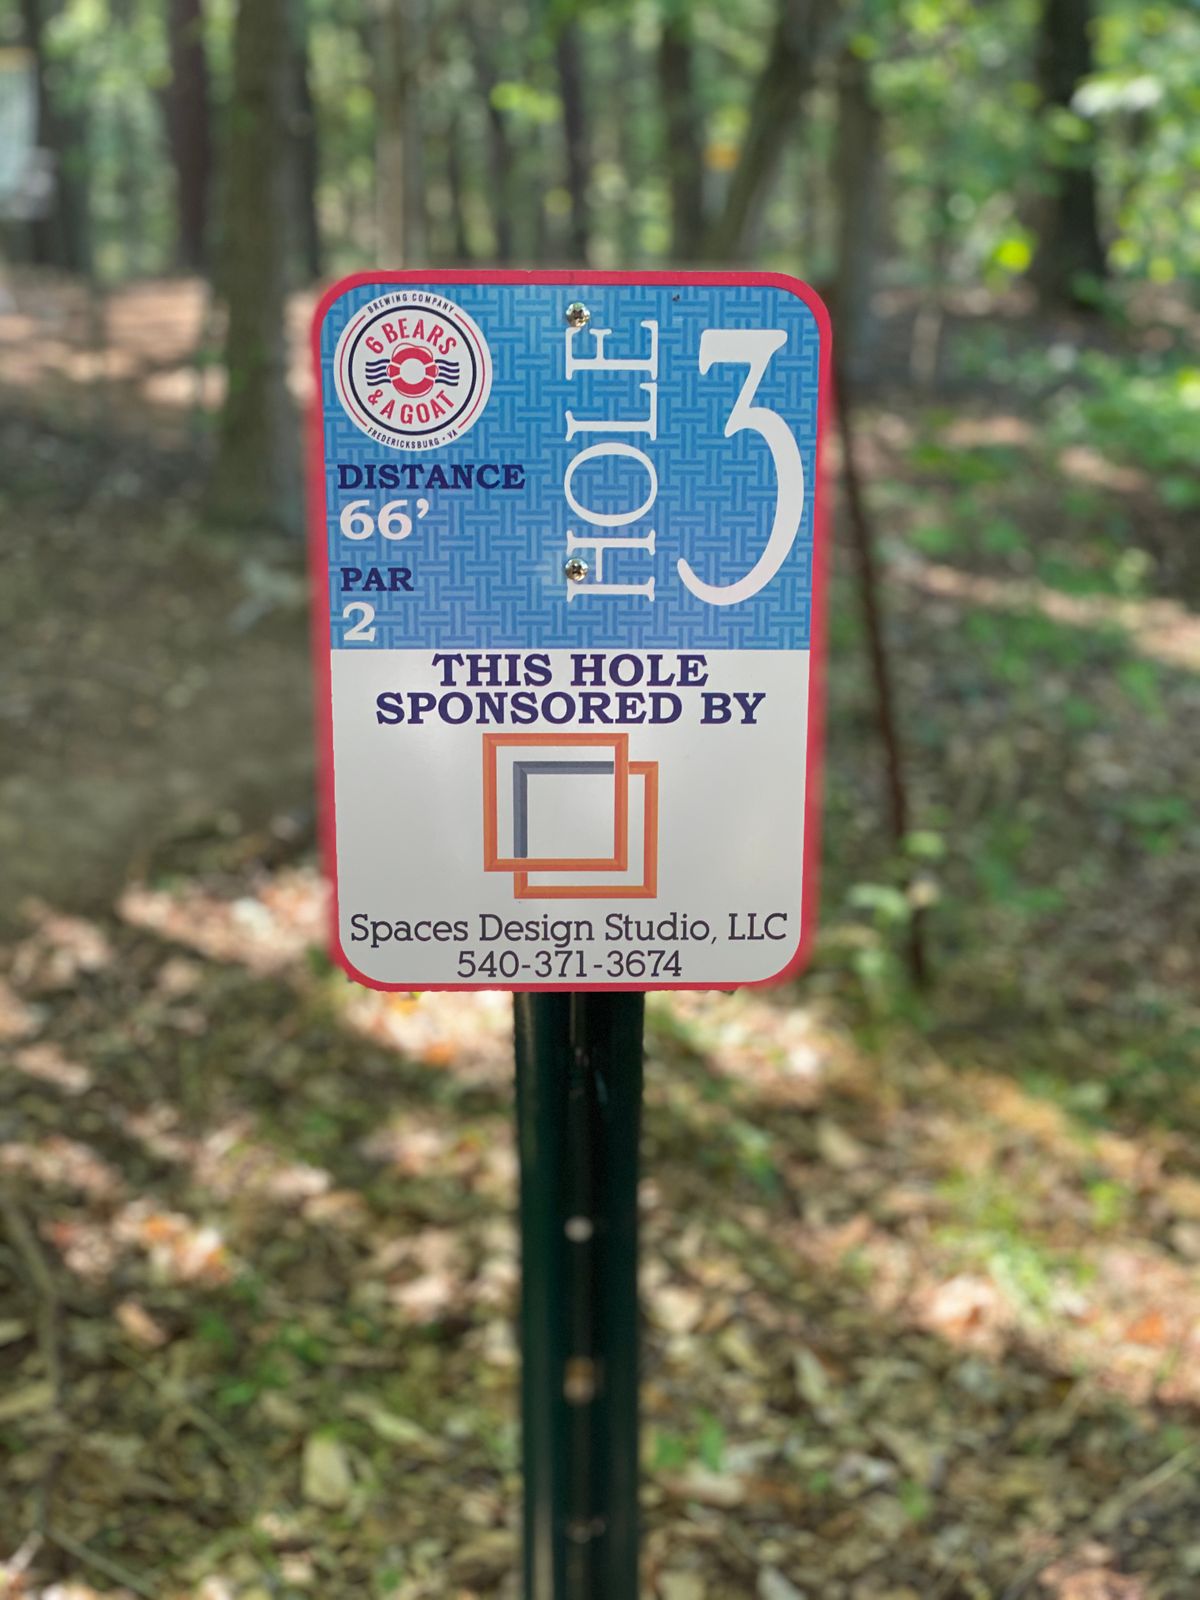 BREWING COMPANY
6 BEARS
& A GOAT
FREDERICKSBURG • VA
DISTANCE
66'
PAR
2
HOLE
3
THIS HOLE
SPONSORED BY
Spaces Design Studio, LLC
540-371-3674